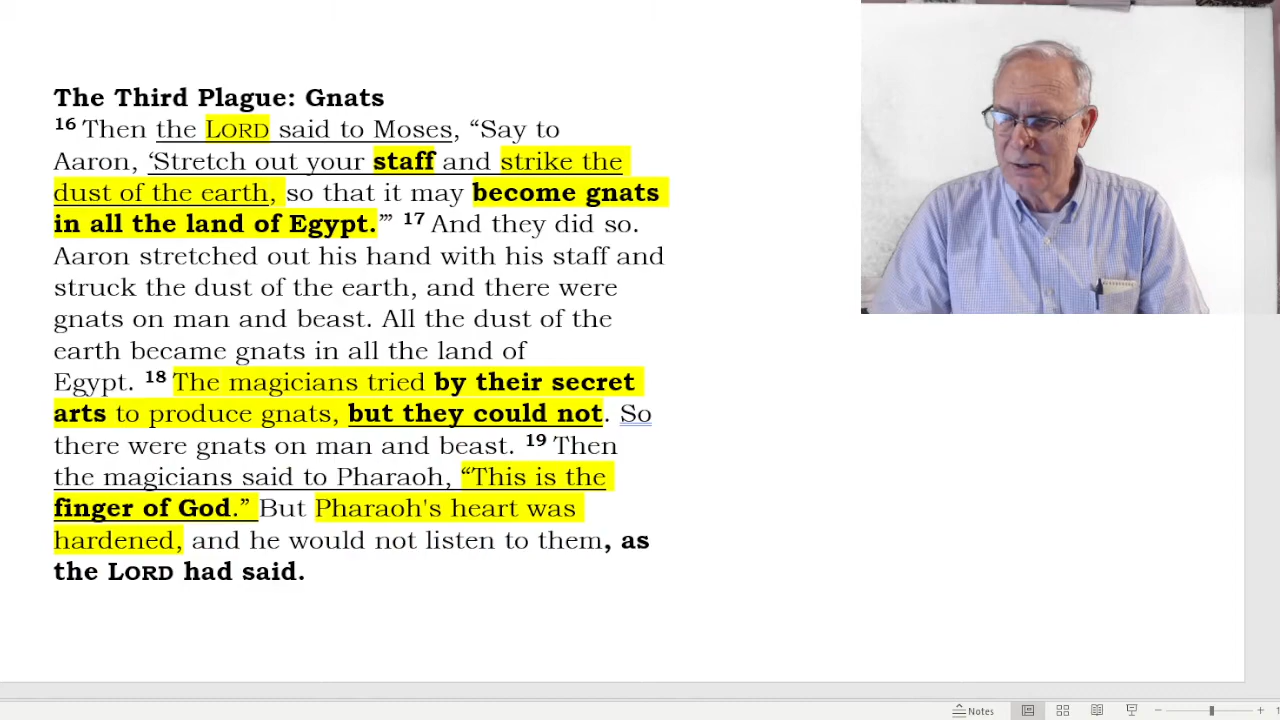 The Third Plague: Gnats
16 Then the LORD said to Moses, “Say to
Aaron, ‘Stretch out your staff and strike the
dust of the earth, so that it may become gnats
in all the land of Egypt.’” 17 And they did so.
Aaron stretched out his hand with his staff and
struck the dust of the earth, and there were
gnats on man and beast. All the dust of the
earth became gnats in all the land of
Egypt. 18 The magicians tried by their secret
arts to produce gnats, but they could not. So
there were gnats on man and beast. 19 Then
the magicians said to Pharaoh, “This is the
finger of God.” But Pharaoh's heart was
hardened, and he would not listen to them, as
the LORD had said.
Notes